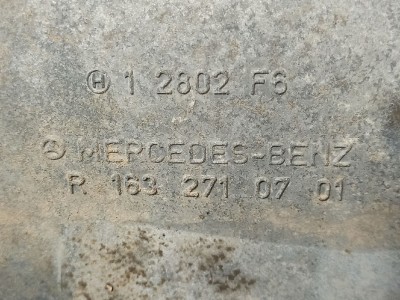 Ⓗ 1 2802 F6
MERCEDES-BENZ
R 163 271 07 01